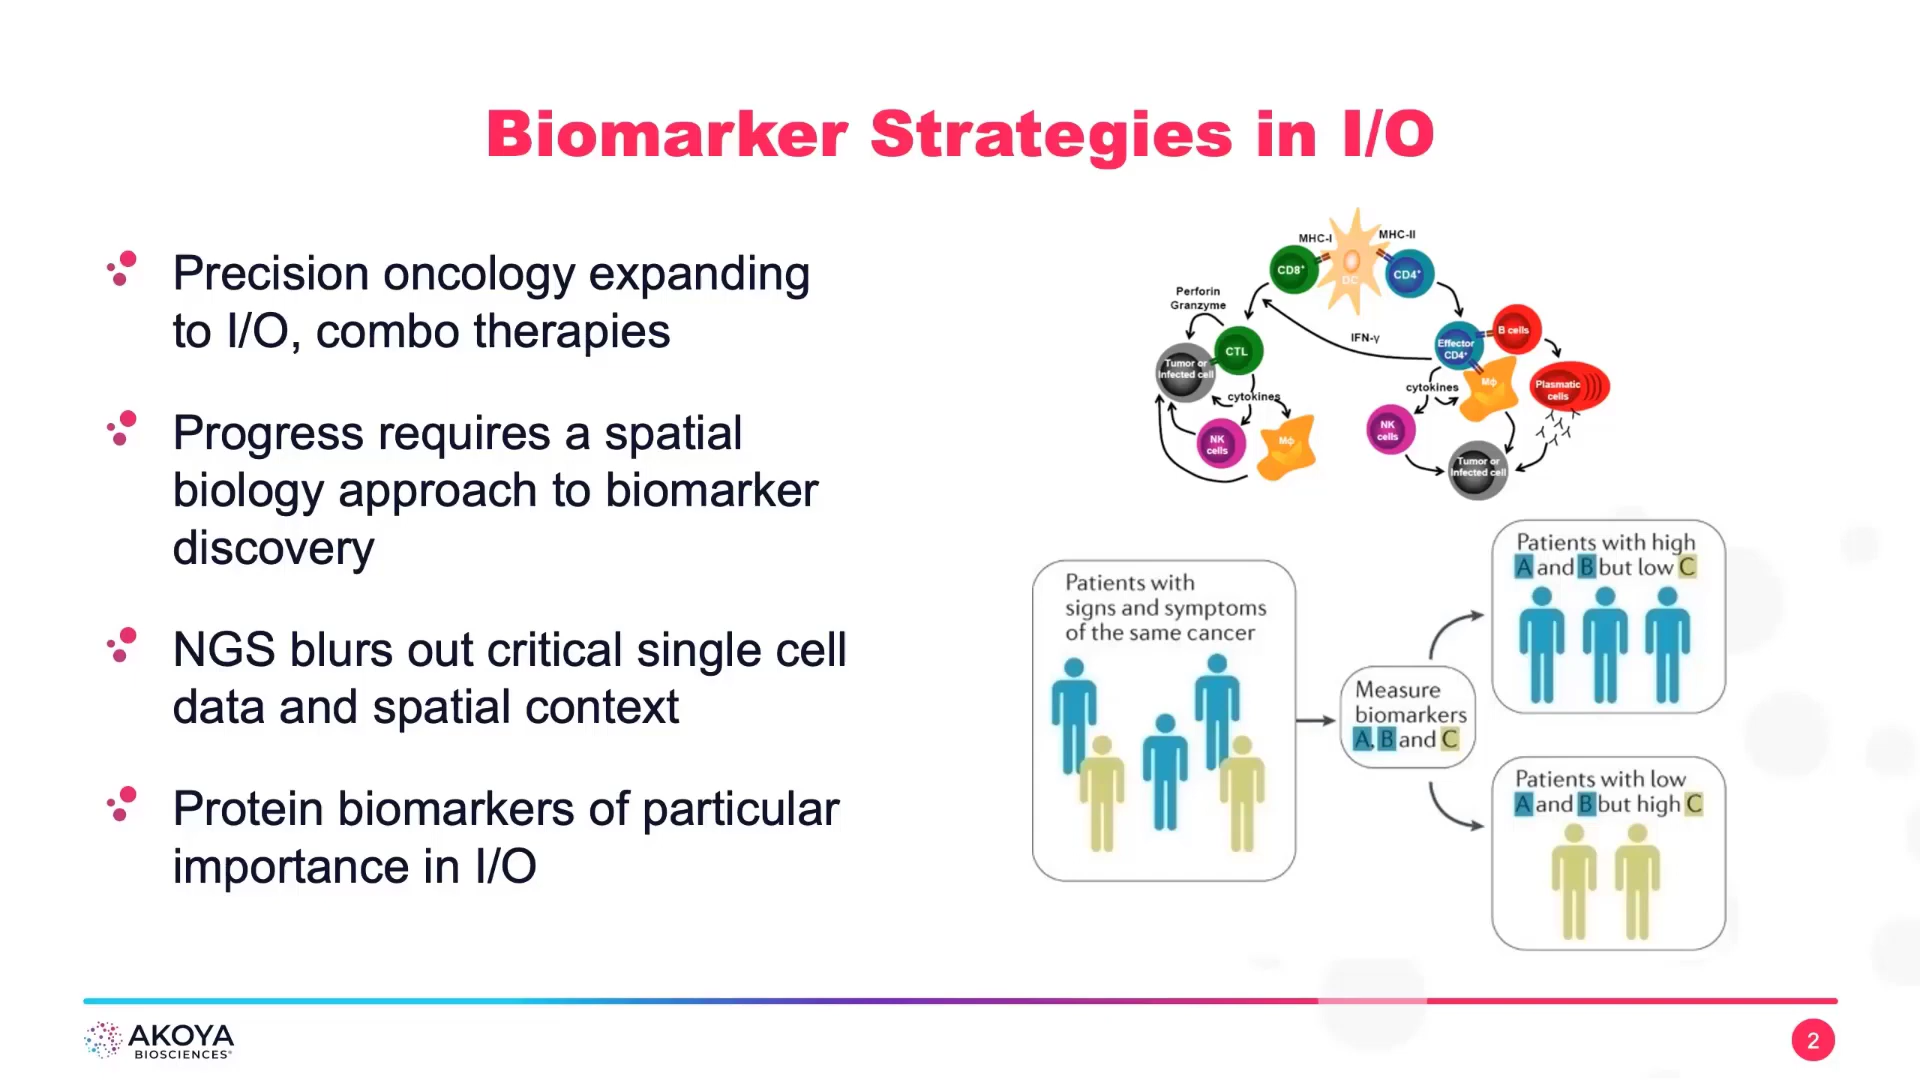 Biomarker Strategies in I/O
Precision oncology expanding
to I/O, combo therapies
Progress requires a spatial
biology approach to biomarker
discovery
NGS blurs out critical single cell
data and spatial context
Protein biomarkers of particular
importance in I/O
MHC-I
MHC-II
CD8+
DC
CD4+
Perforin
Granzyme
IFN-γ
CTL
Tumor or
Infected cell
cytokines
NK
cells
Mϕ
Effector
CD4+
B cells
Mϕ
cytokines
Plasmatic
cells
NK
cells
Tumor or
Infected cell
Patients with
signs and symptoms
of the same cancer
Measure
biomarkers
A, B and C
Patients with high
A and B but low C
Patients with low
A and B but high C
AKOYA
BIOSCIENCES®
2